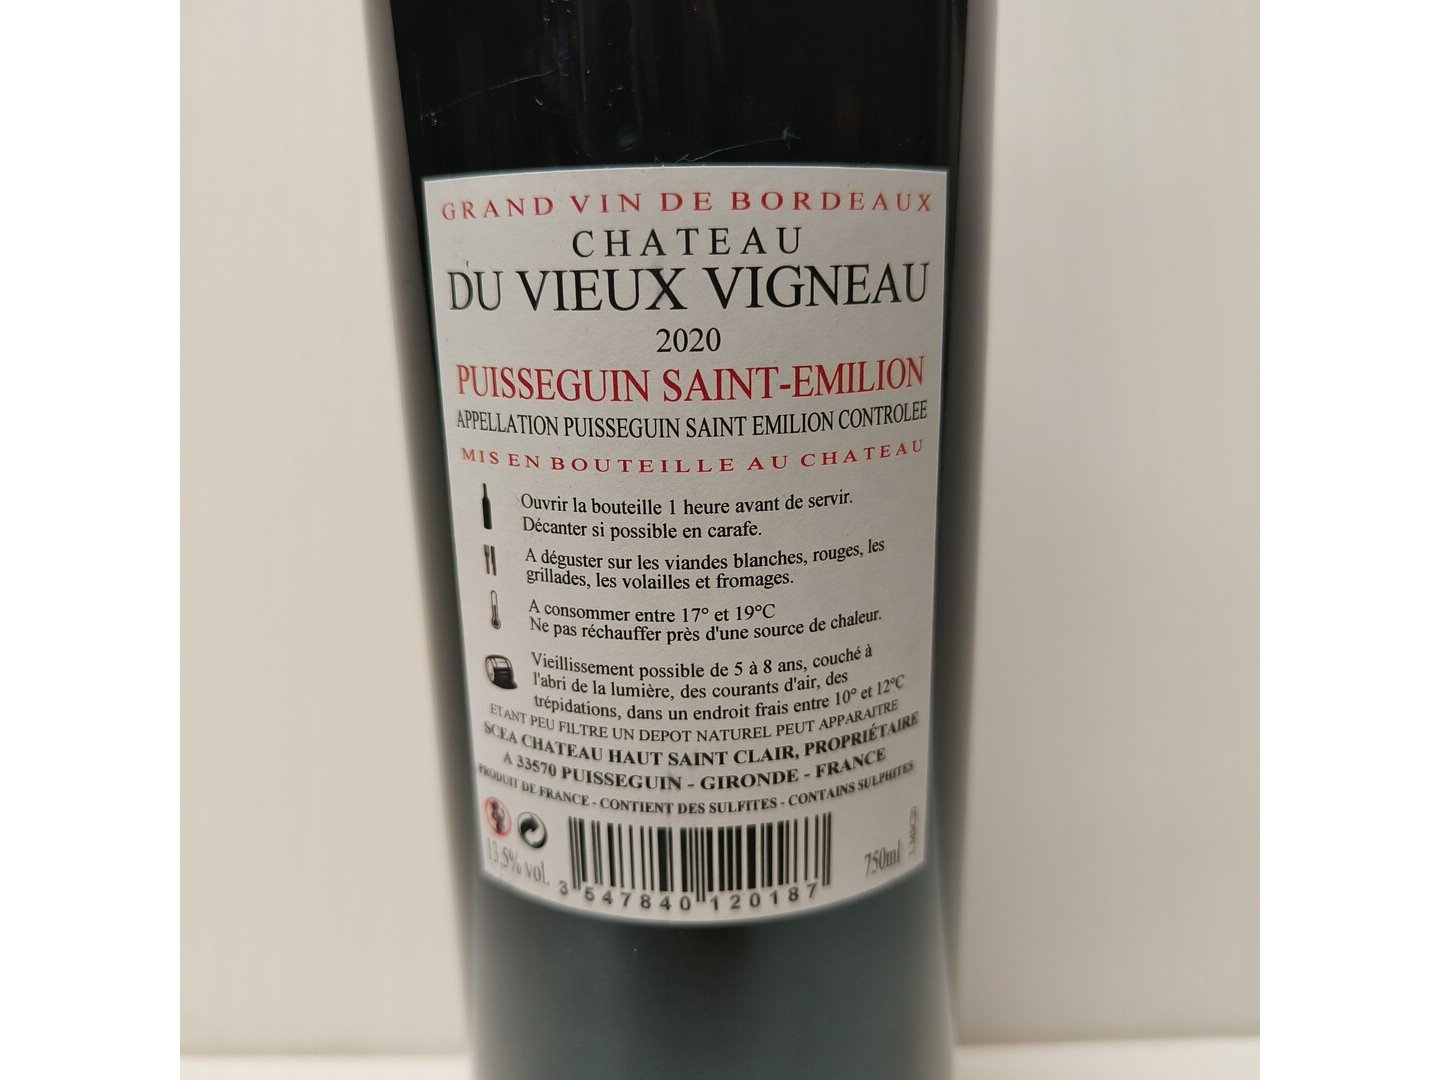 GRAND VIN DE BORDEAUX
CHATEAU
DU VIEUX VIGNEAU
2020
PUISSEGUIN SAINT-EMILION
APPELLATION PUISSEGUIN SAINT EMILION CONTROLEE
MIS EN BOUTEILLE AU CHATEAU
Ouvrir la bouteille 1 heure avant de servir.
Décanter si possible en carafe.
A déguster sur les viandes blanches, rouges, les
grillades, les volailles et fromages.
A consommer entre 17° et 19°C
Ne pas réchauffer près d'une source de chaleur.
Vieillissement possible de 5 à 8 ans, couché à
l'abri de la lumière, des courants d'air, des
trépidations, dans un endroit frais entre 10° et 12°C
ETANT PEU FILTRE UN DEPOT NATUREL PEUT APPARAITRE
SCEA CHATEAU HAUT SAINT CLAIR, PROPRIÉTAIRE
A 33570 PUISSEGUIN - GIRONDE - FRANCE
PRODUIT DE FRANCE - CONTIENT DES SULFITES - CONTAINS SULPHITES
13.5% vol.
750ml
3 547840 120187